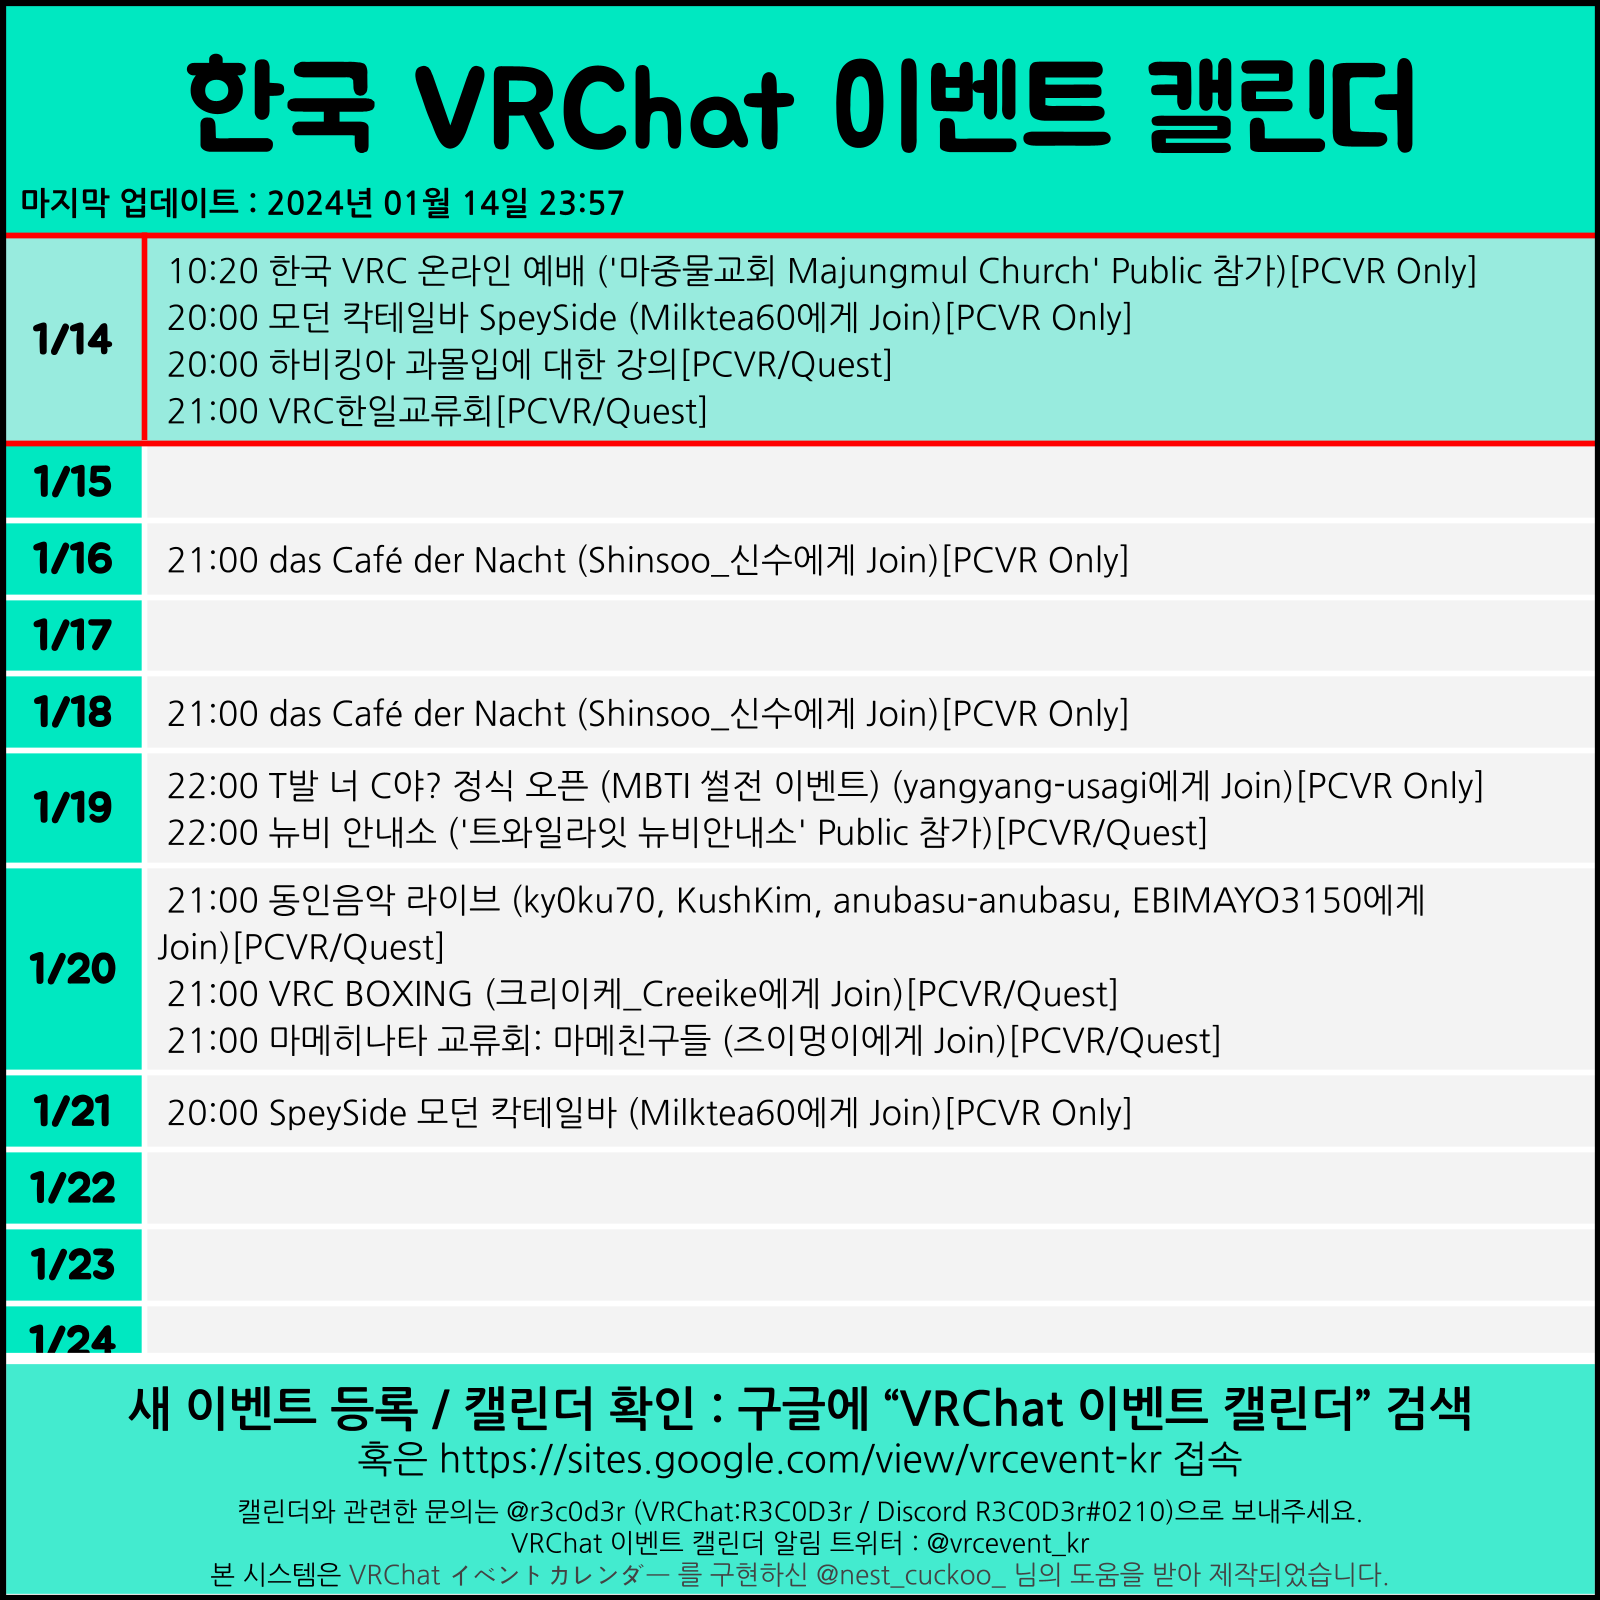 한국 VRChat 이벤트 캘린더
마지막 업데이트 : 2024년 01월 14일 23:57
1/14
10:20 한국 VRC 온라인 예배 ('마중물교회 Majungmul Church' Public 참가)[PCVR Only]
20:00 모던 칵테일바 SpeySide (Milktea60에게 Join)[PCVR Only]
20:00 하비킹아 과몰입에 대한 강의[PCVR/Quest]
21:00 VRC한일교류회[PCVR/Quest]
1/15
1/16
21:00 das Café der Nacht (Shinsoo_신수에게 Join)[PCVR Only]
1/17
1/18
21:00 das Café der Nacht (Shinsoo_신수에게 Join)[PCVR Only]
1/19
22:00 T발 너 C야? 정식 오픈 (MBTI 썰전 이벤트) (yangyang-usagi에게 Join)[PCVR Only]
22:00 뉴비 안내소 ('트와일라잇 뉴비안내소' Public 참가)[PCVR/Quest]
1/20
21:00 동인음악 라이브 (ky0ku70, KushKim, anubasu-anubasu, EBIMAYO3150에게
Join)[PCVR/Quest]
21:00 VRC BOXING (크리이케_Creeike에게 Join)[PCVR/Quest]
21:00 마메히나타 교류회: 마메친구들 (즈이멍이에게 Join)[PCVR/Quest]
1/21
20:00 SpeySide 모던 칵테일바 (Milktea60에게 Join)[PCVR Only]
1/22
1/23
1/24
새 이벤트 등록 / 캘린더 확인 : 구글에 “VRChat 이벤트 캘린더” 검색
혹은 https://sites.google.com/view/vrcevent-kr 접속
캘린더와 관련한 문의는 @r3c0d3r (VRChat:R3C0D3r / Discord R3C0D3r#0210)으로 보내주세요.
VRChat 이벤트 캘린더 알림 트위터 : @vrcevent_kr
본 시스템은 VRChat イベントカレンダー 를 구현하신 @nest_cuckoo_ 님의 도움을 받아 제작되었습니다.